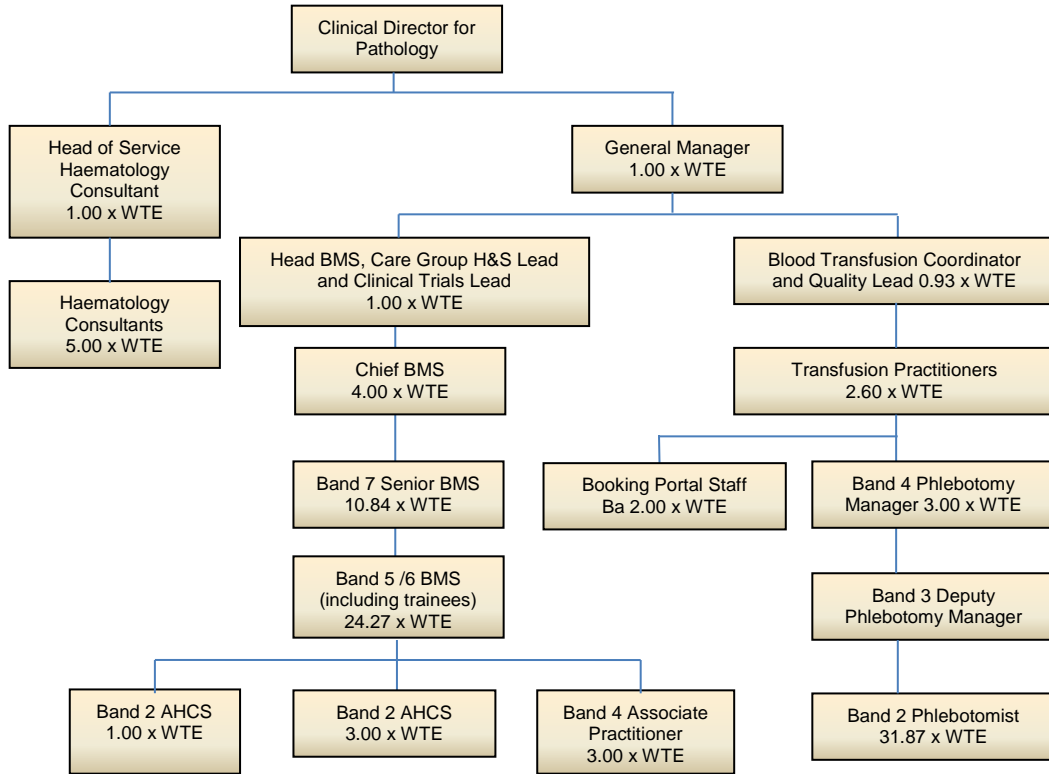 Clinical Director for
Pathology
Head of Service
Haematology
Consultant
1.00 x WTE
General Manager
1.00 x WTE
Head BMS, Care Group H&S Lead
and Clinical Trials Lead
1.00 x WTE
Blood Transfusion Coordinator
and Quality Lead 0.93 x WTE
Haematology
Consultants
5.00 x WTE
Chief BMS
4.00 x WTE
Transfusion Practitioners
2.60 x WTE
Band 7 Senior BMS
10.84 x WTE
Booking Portal Staff
Ba 2.00 x WTE
Band 4 Phlebotomy
Manager 3.00 x WTE
Band 5 /6 BMS
(including trainees)
24.27 x WTE
Band 3 Deputy
Phlebotomy Manager
Band 2 AHCS
1.00 x WTE
Band 2 AHCS
3.00 x WTE
Band 4 Associate
Practitioner
3.00 x WTE
Band 2 Phlebotomist
31.87 x WTE